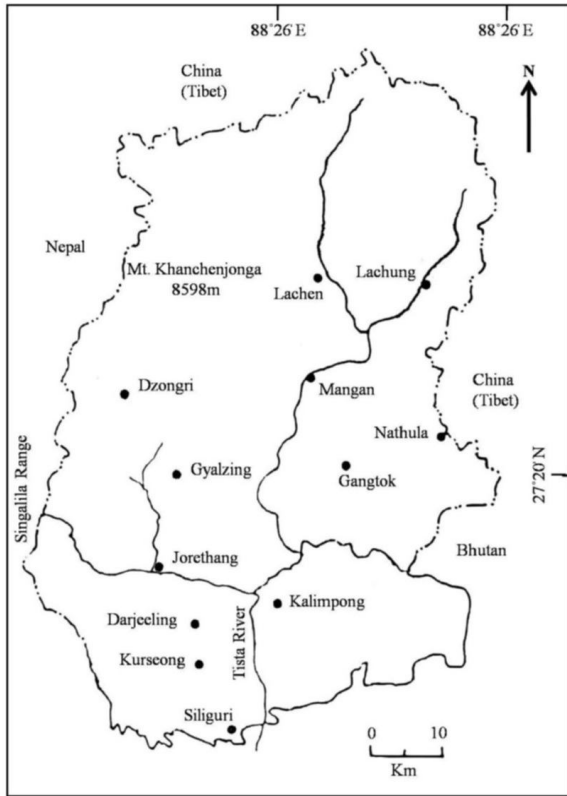 88°26'E
88°26'E
China
(Tibet)
N
Nepal
Mt. Khanchenjonga
8598m
Lachen
Lachung
Dzongri
Mangan
China
(Tibet)
Nathula
Gyalzing
Gangtok
27°20'N
Singalila Range
Bhutan
Jorethang
Kalimpong
Darjeeling
Tista River
Kurseong
Siliguri
0 10
Km